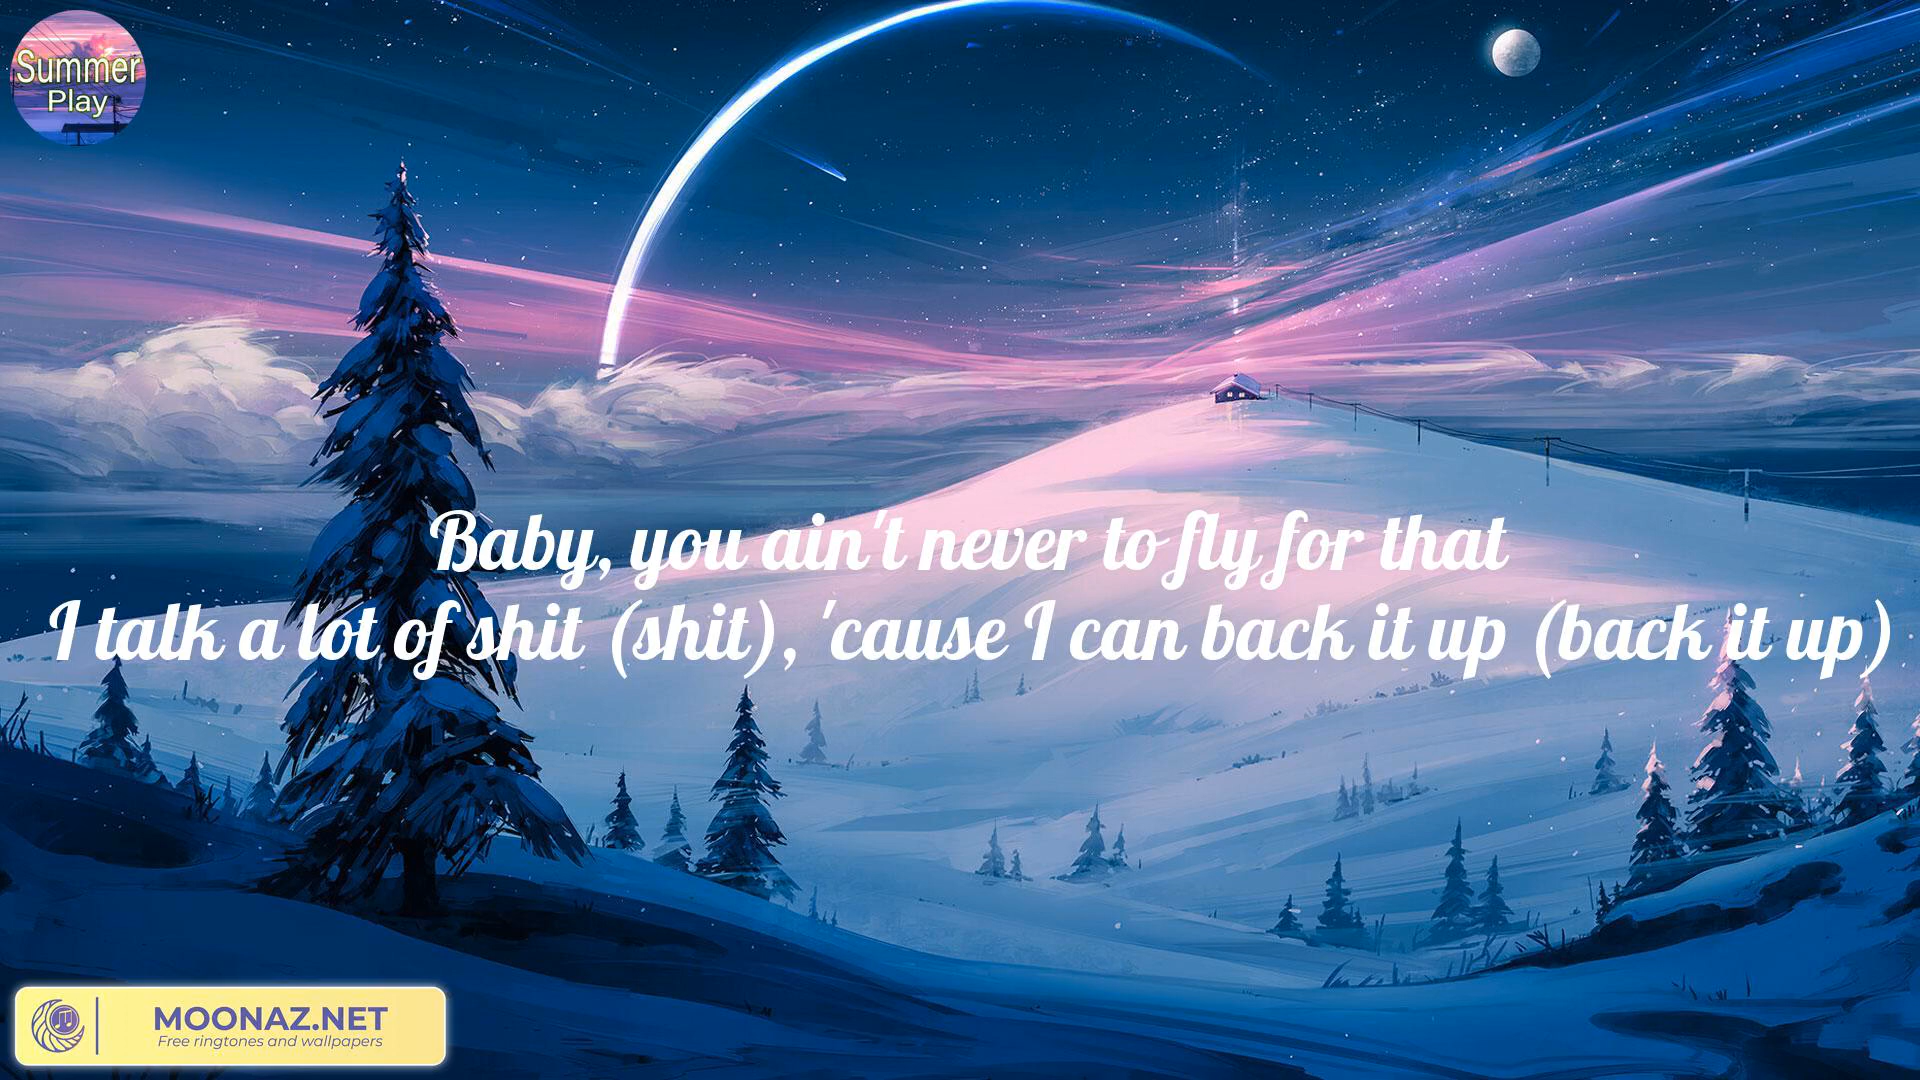 Summer
Play
Baby, you ain't never to fly for that
I talk a lot of shit (shit), 'cause I can back it up (back it up)
MOONAZ.NET
Free ringtones and wallpapers